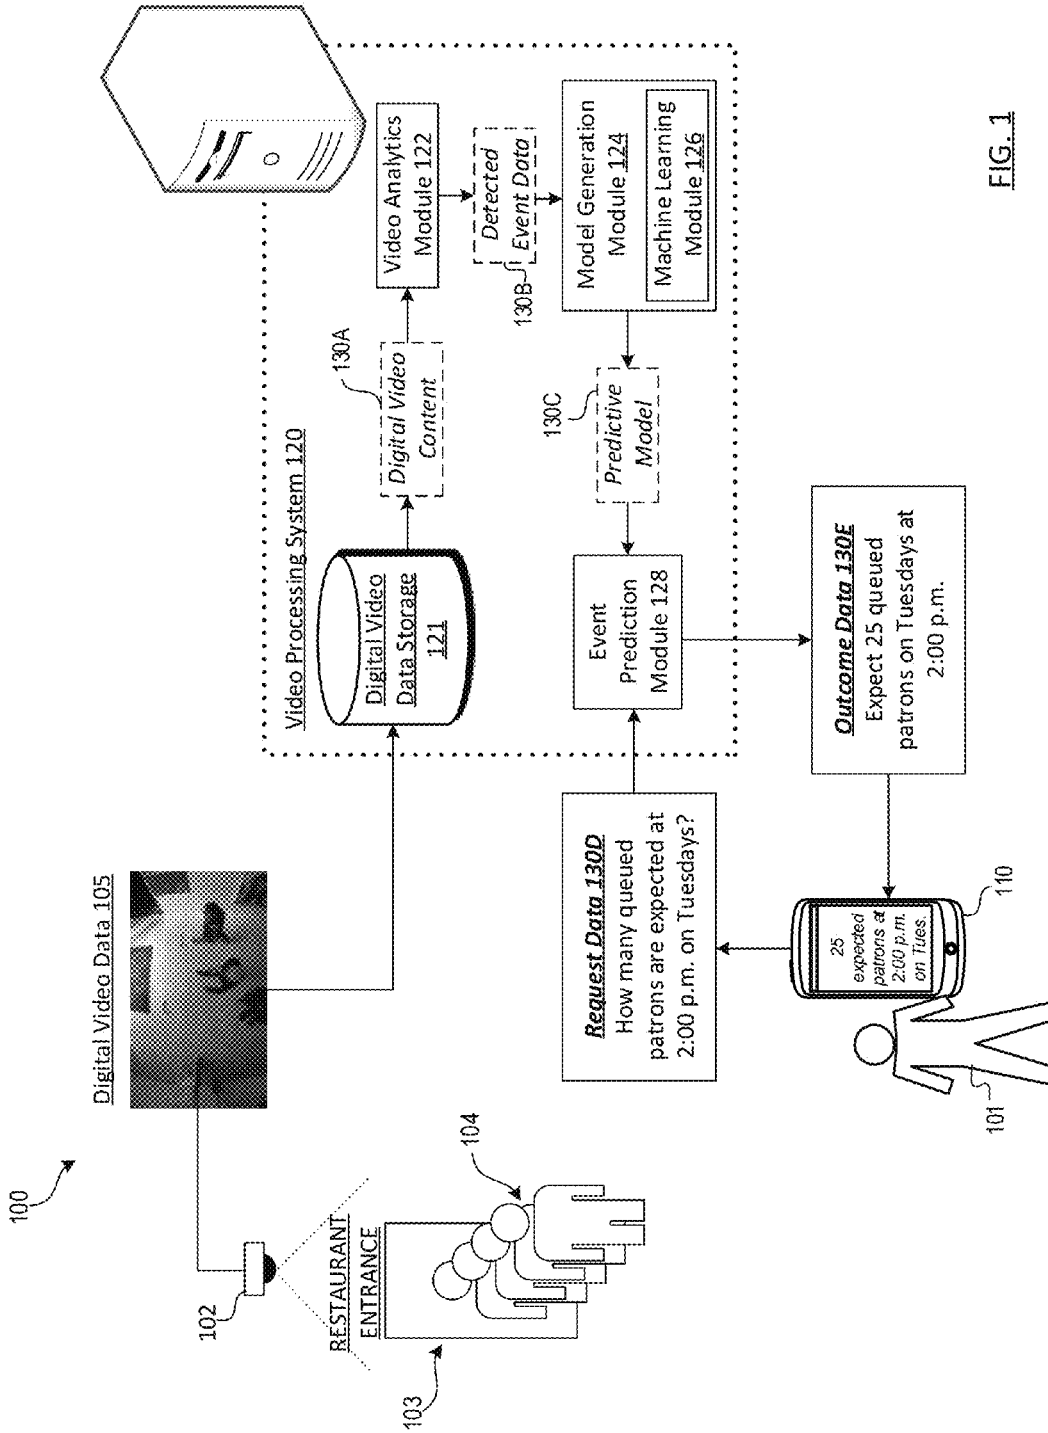 100
Digital Video Data 105
102
RESTAURANT
ENTRANCE
103
104
Video Processing System 120
Digital Video
Data Storage
121
130A
Digital Video
Content
Video Analytics
Module 122
Detected
Event Data
130B
Model Generation
Module 124
Machine Learning
Module 126
130C
Predictive
Model
Event
Prediction
Module 128
Request Data 130D
How many queued
patrons are expected at
2:00 p.m. on Tuesdays?
Outcome Data 130E
Expect 25 queued
patrons on Tuesdays at
2:00 p.m.
25
expected
patrons at
2:00 p.m.
on Tues.
110
101
FIG. 1